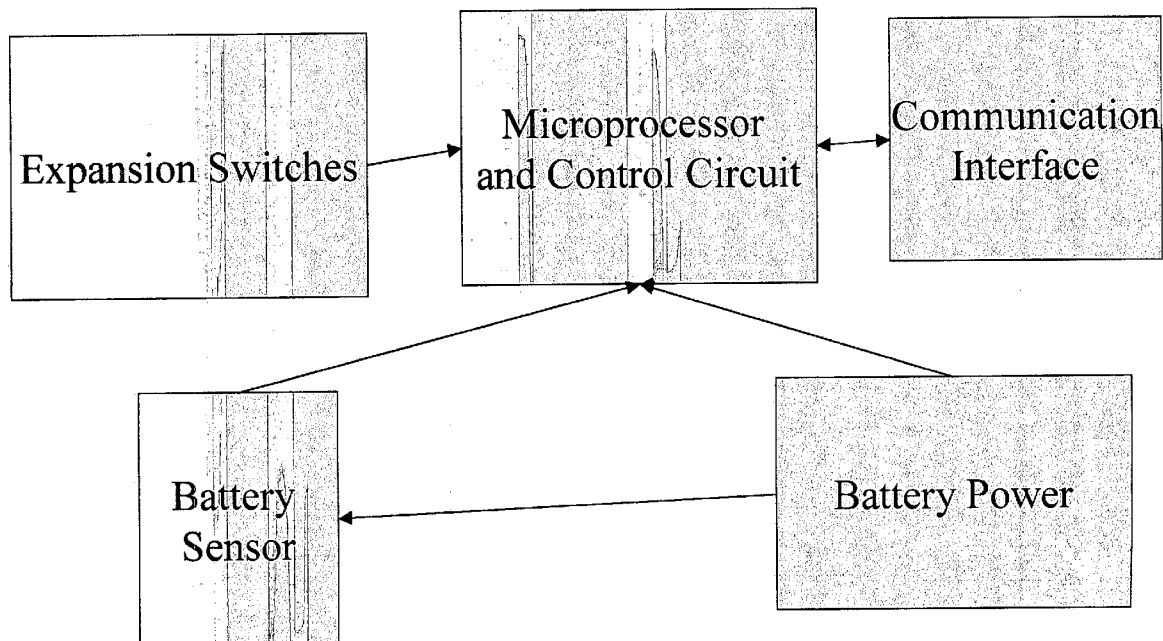 Expansion Switches
Microprocessor
and Control Circuit
Communication
Interface
Battery
Sensor
Battery Power